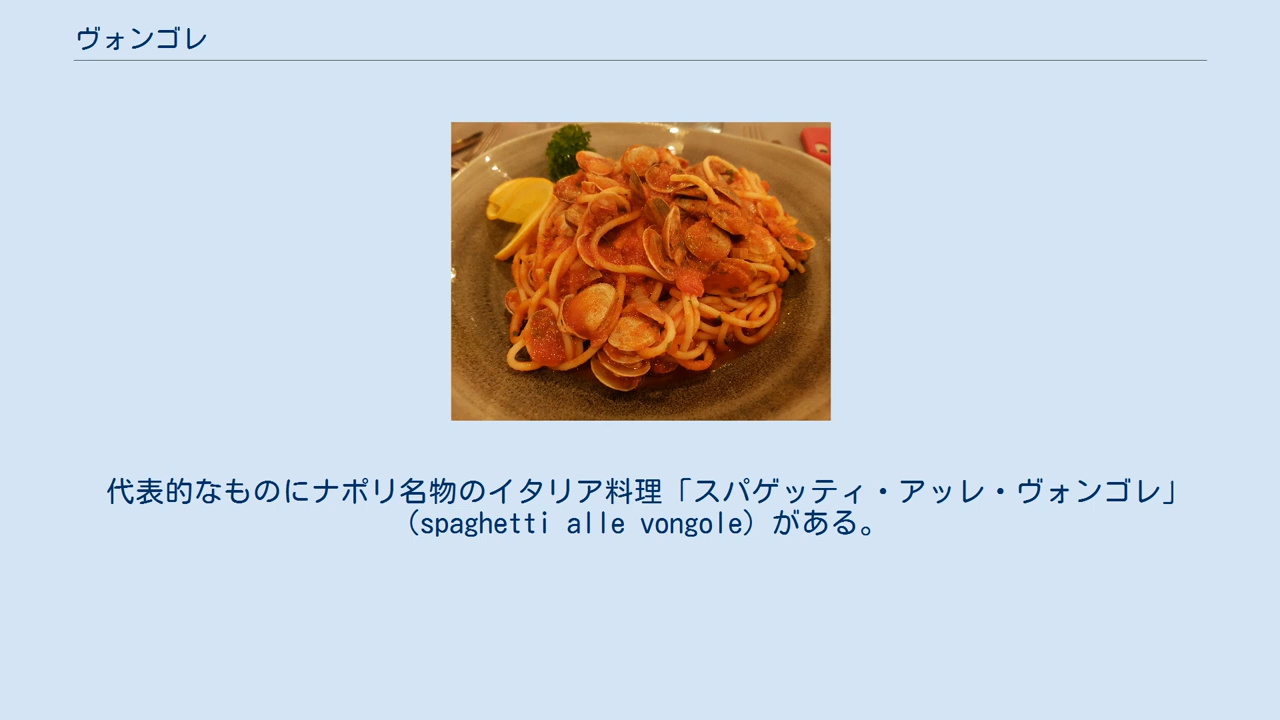 ヴォンゴレ
代表的なものにナポリ名物のイタリア料理「スパゲッティ・アッレ・ヴォンゴレ」
（spaghetti alle vongole）がある。